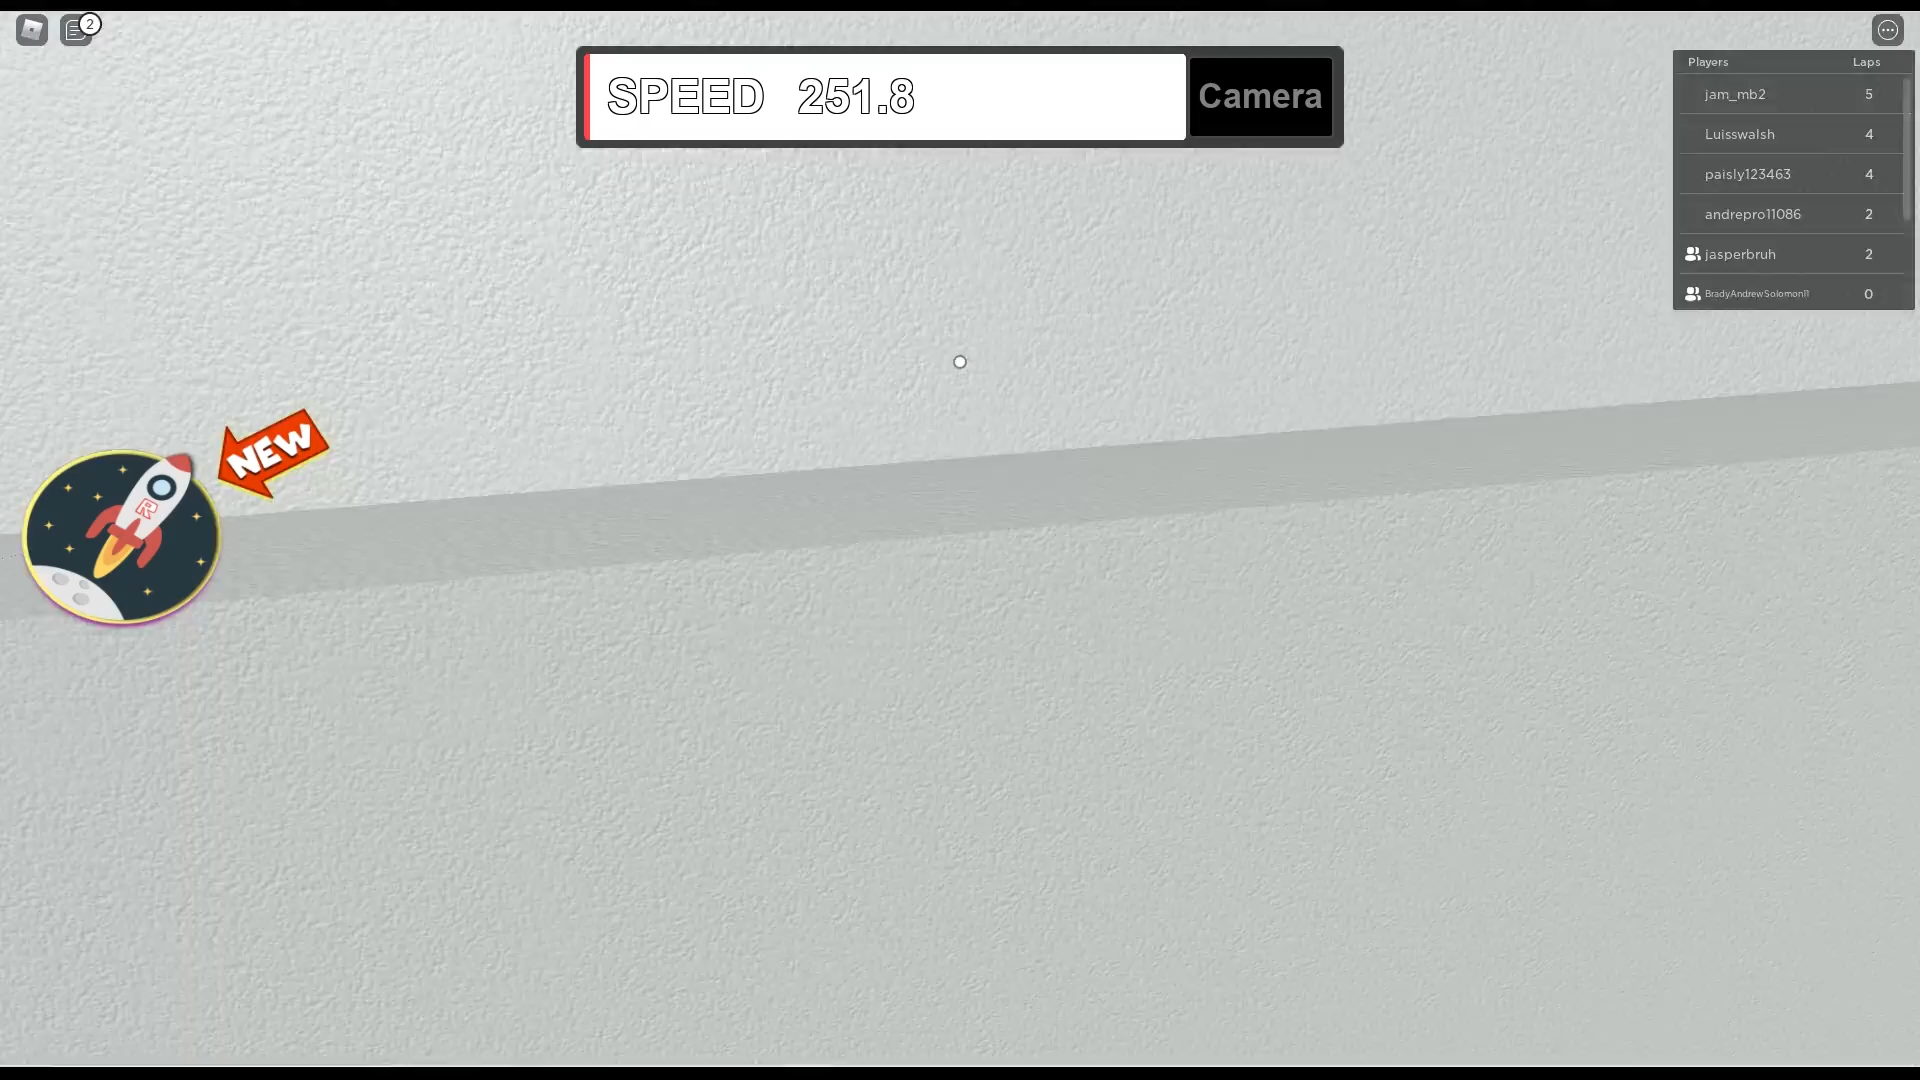 2
SPEED 251.8
Camera
Players Laps
jam_mb2 5
Luisswalsh 4
paisly123463 4
andrepro11086 2
jasperbruh 2
BradyAndrewSolomon11 0
NEW
R